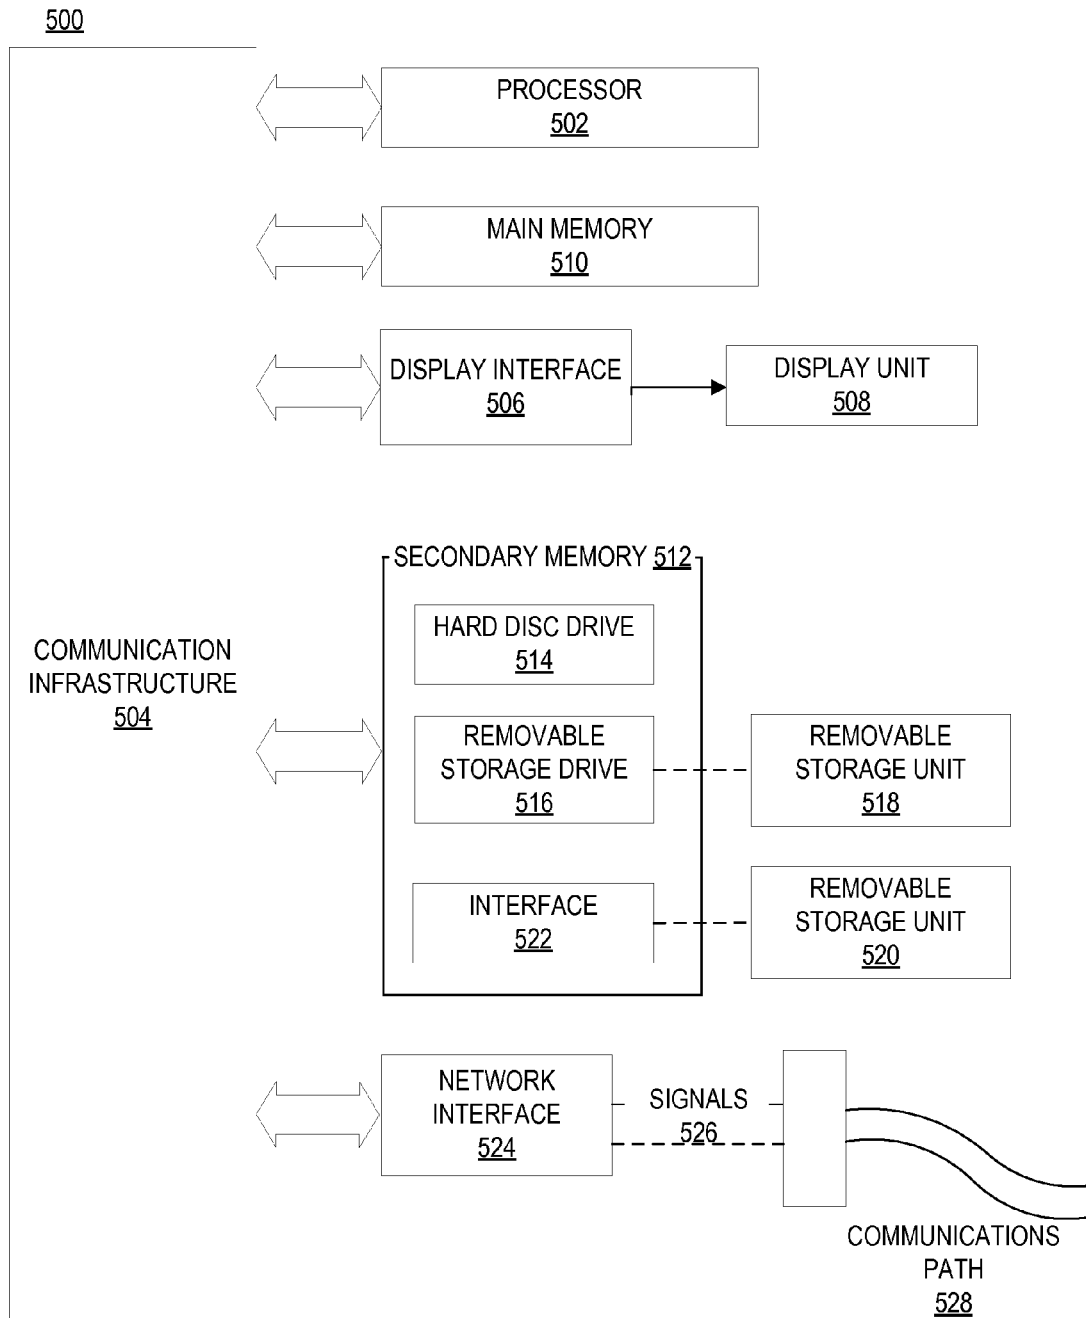 500
PROCESSOR
502
MAIN MEMORY
510
DISPLAY INTERFACE
506
DISPLAY UNIT
508
SECONDARY MEMORY 512
HARD DISC DRIVE
514
COMMUNICATION
INFRASTRUCTURE
504
REMOVABLE
STORAGE DRIVE
516
REMOVABLE
STORAGE UNIT
518
INTERFACE
522
REMOVABLE
STORAGE UNIT
520
NETWORK
INTERFACE
524
SIGNALS
526
COMMUNICATIONS
PATH
528